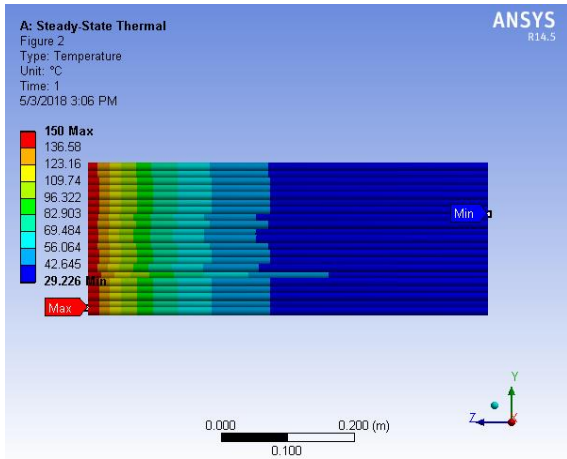 A: Steady-State Thermal
Figure 2
Type: Temperature
Unit: °C
Time: 1
5/3/2018 3:06 PM
ANSYS
R14.5
150 Max
136.58
123.16
109.74
96.322
82.903
69.484
56.064
42.645
29.226 Min
Min
Max
0.000 0.200 (m)
0.100
Y
Z
X